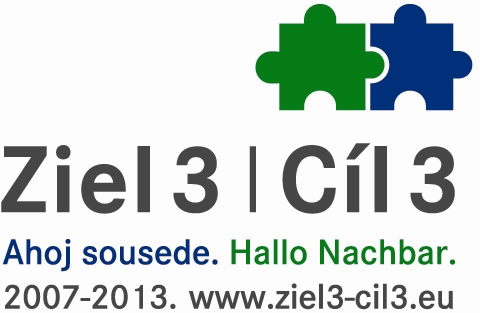 Ziel 3 | Cíl 3
Ahoj sousede. Hallo Nachbar.
2007-2013. www.ziel3-cil3.eu